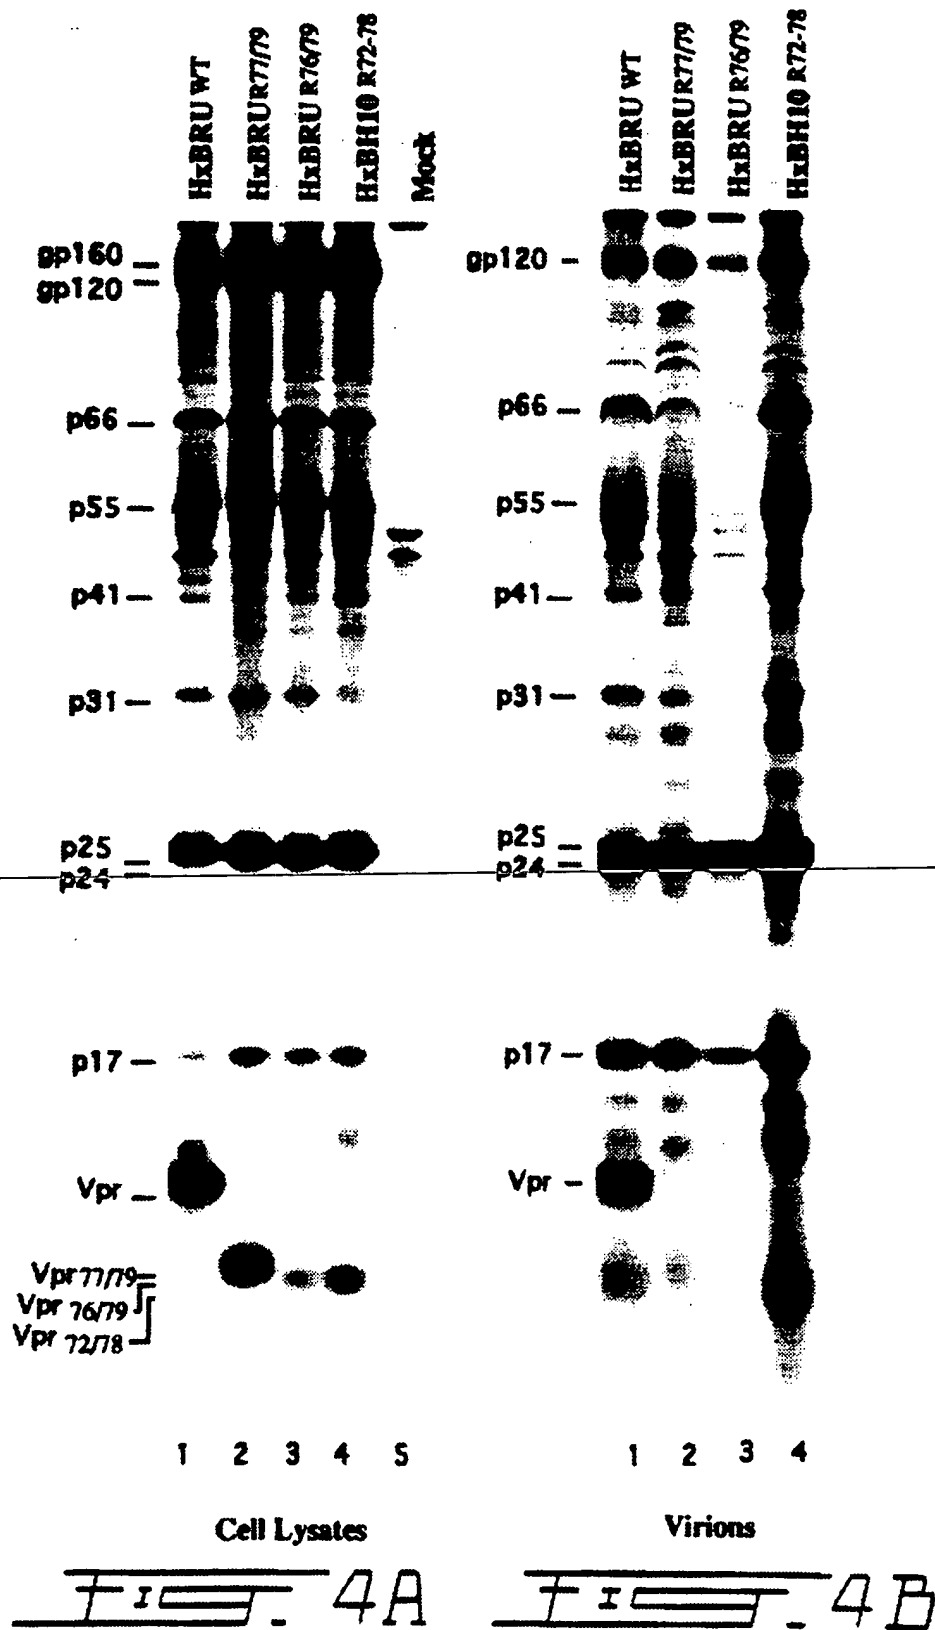 HxBRU WT
HxBRU R77/79
HxBRU R76/79
HxBH10 R72-78
Mock
gp160
gp120
p66
p55
p41
p31
p25
p24
p17
Vpr
Vpr 77/79
Vpr 76/79
Vpr 72/78
1 2 3 4 5
Cell Lysates
FIG. 4A
HxBRU WT
HxBRU R77/79
HxBRU R76/79
HxBH10 R72-78
gp120
p66
p55
p41
p31
p25
p24
p17
Vpr
1 2 3 4
Virions
FIG. 4B